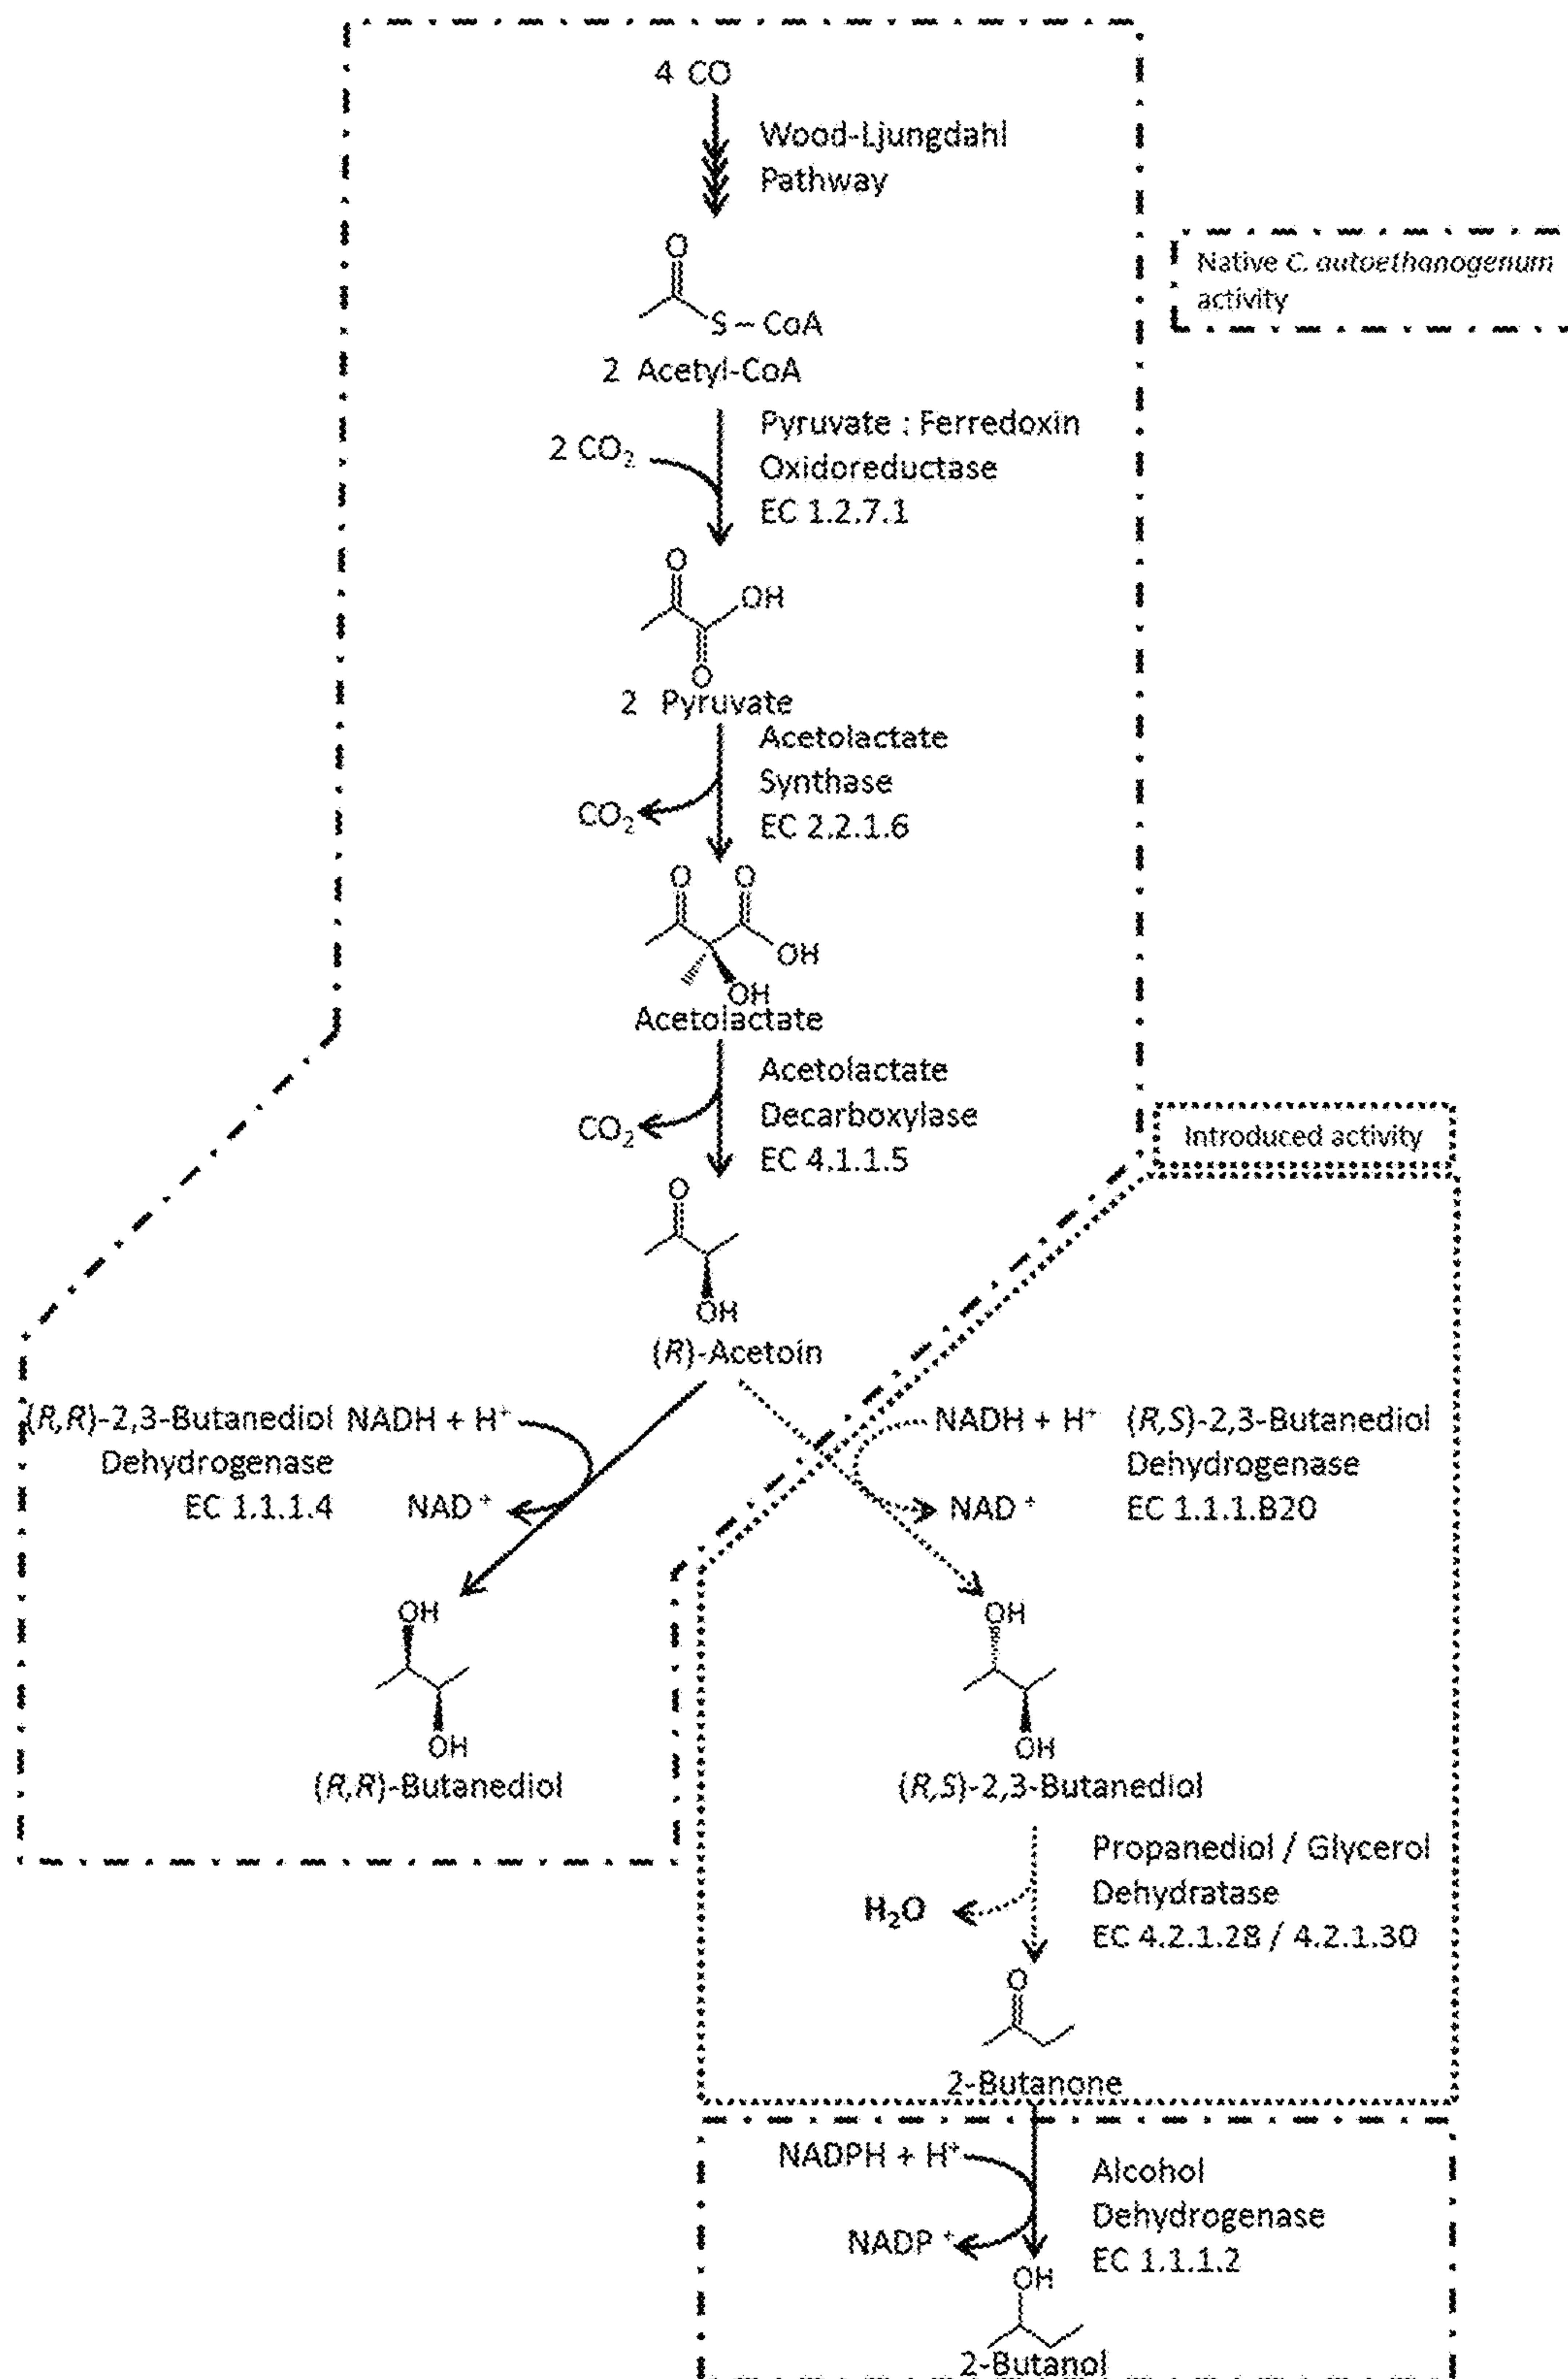 4 CO
Wood-Ljungdahl
Pathway
O
S – CoA
2 Acetyl-CoA
Native C. autoethanogenum
activity
2 CO₂
Pyruvate : Ferredoxin
Oxidoreductase
EC 1.2.7.1
O
OH
O
2 Pyruvate
Acetolactate
Synthase
EC 2.2.1.6
CO₂
O O
OH
OH
Acetolactate
Acetolactate
Decarboxylase
EC 4.1.1.5
CO₂
Introduced activity
O
OH
(R)-Acetoin
(R,R)-2,3-Butanediol
Dehydrogenase
EC 1.1.1.4
NADH + H⁺
NAD⁺
NADH + H⁺
NAD⁺
(R,S)-2,3-Butanediol
Dehydrogenase
EC 1.1.1.B20
OH
OH
(R,R)-Butanediol
OH
OH
(R,S)-2,3-Butanediol
Propanediol / Glycerol
Dehydratase
EC 4.2.1.28 / 4.2.1.30
H₂O
O
2-Butanone
NADPH + H⁺
NADP⁺
Alcohol
Dehydrogenase
EC 1.1.1.2
OH
2-Butanol